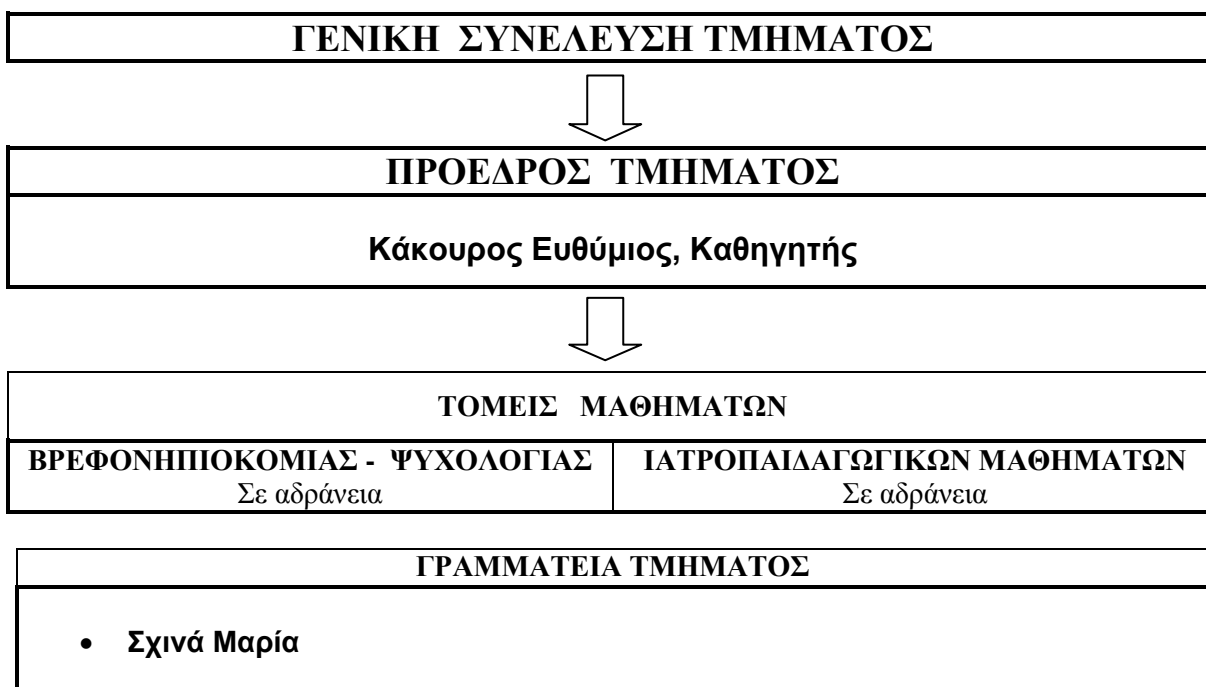 ΓΕΝΙΚΗ ΣΥΝΕΛΕΥΣΗ ΤΜΗΜΑΤΟΣ
ΠΡΟΕΔΡΟΣ ΤΜΗΜΑΤΟΣ
Κάκουρος Ευθύμιος, Καθηγητής
ΤΟΜΕΙΣ ΜΑΘΗΜΑΤΩΝ
ΒΡΕΦΟΝΗΠΙΟΚΟΜΙΑΣ - ΨΥΧΟΛΟΓΙΑΣ
Σε αδράνεια
ΙΑΤΡΟΠΑΙΔΑΓΩΓΙΚΩΝ ΜΑΘΗΜΑΤΩΝ
Σε αδράνεια
ΓΡΑΜΜΑΤΕΙΑ ΤΜΗΜΑΤΟΣ
• Σχινά Μαρία